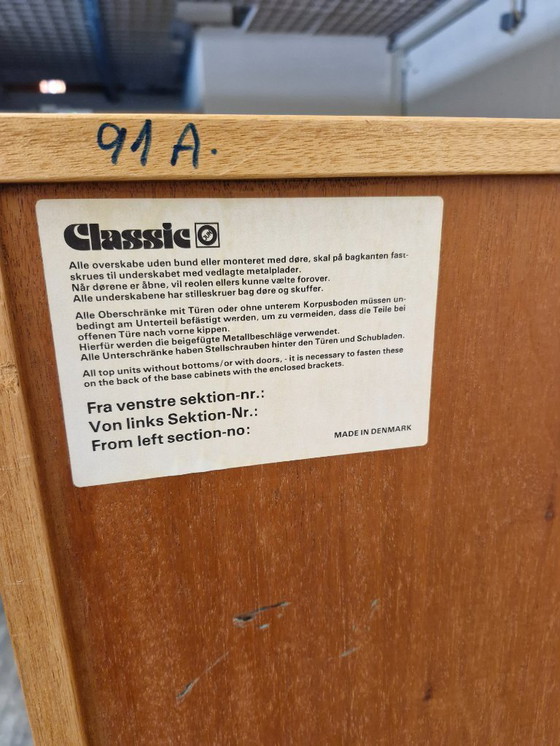 91 A.
Classic
Alle overskabe uden bund eller monteret med døre, skal på bagkanten fast-
skrues til underskabet med vedlagte metalplader.
Når dørene er åbne, vil reolen ellers kunne vælte forover.
Alle underskabene har stilleskruer bag døre og skuffer.
Alle Oberschränke mit Türen oder ohne unterem Korpusboden müssen un-
bedingt am Unterteil befästigt werden, um zu vermeiden, dass die Teile bei
offenen Türe nach vorne kippen.
Hierfür werden die beigefügte Metallbeschläge verwendet.
Alle Unterschränke haben Stellschrauben hinter den Türen und Schubladen.
All top units without bottoms/or with doors, - it is necessary to fasten these
on the back of the base cabinets with the enclosed brackets.
Fra venstre sektion-nr.:
Von links Sektion-Nr.:
From left section-no:
MADE IN DENMARK